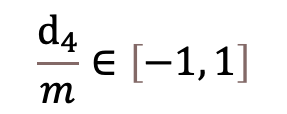 d₄/m ∈ [−1, 1]